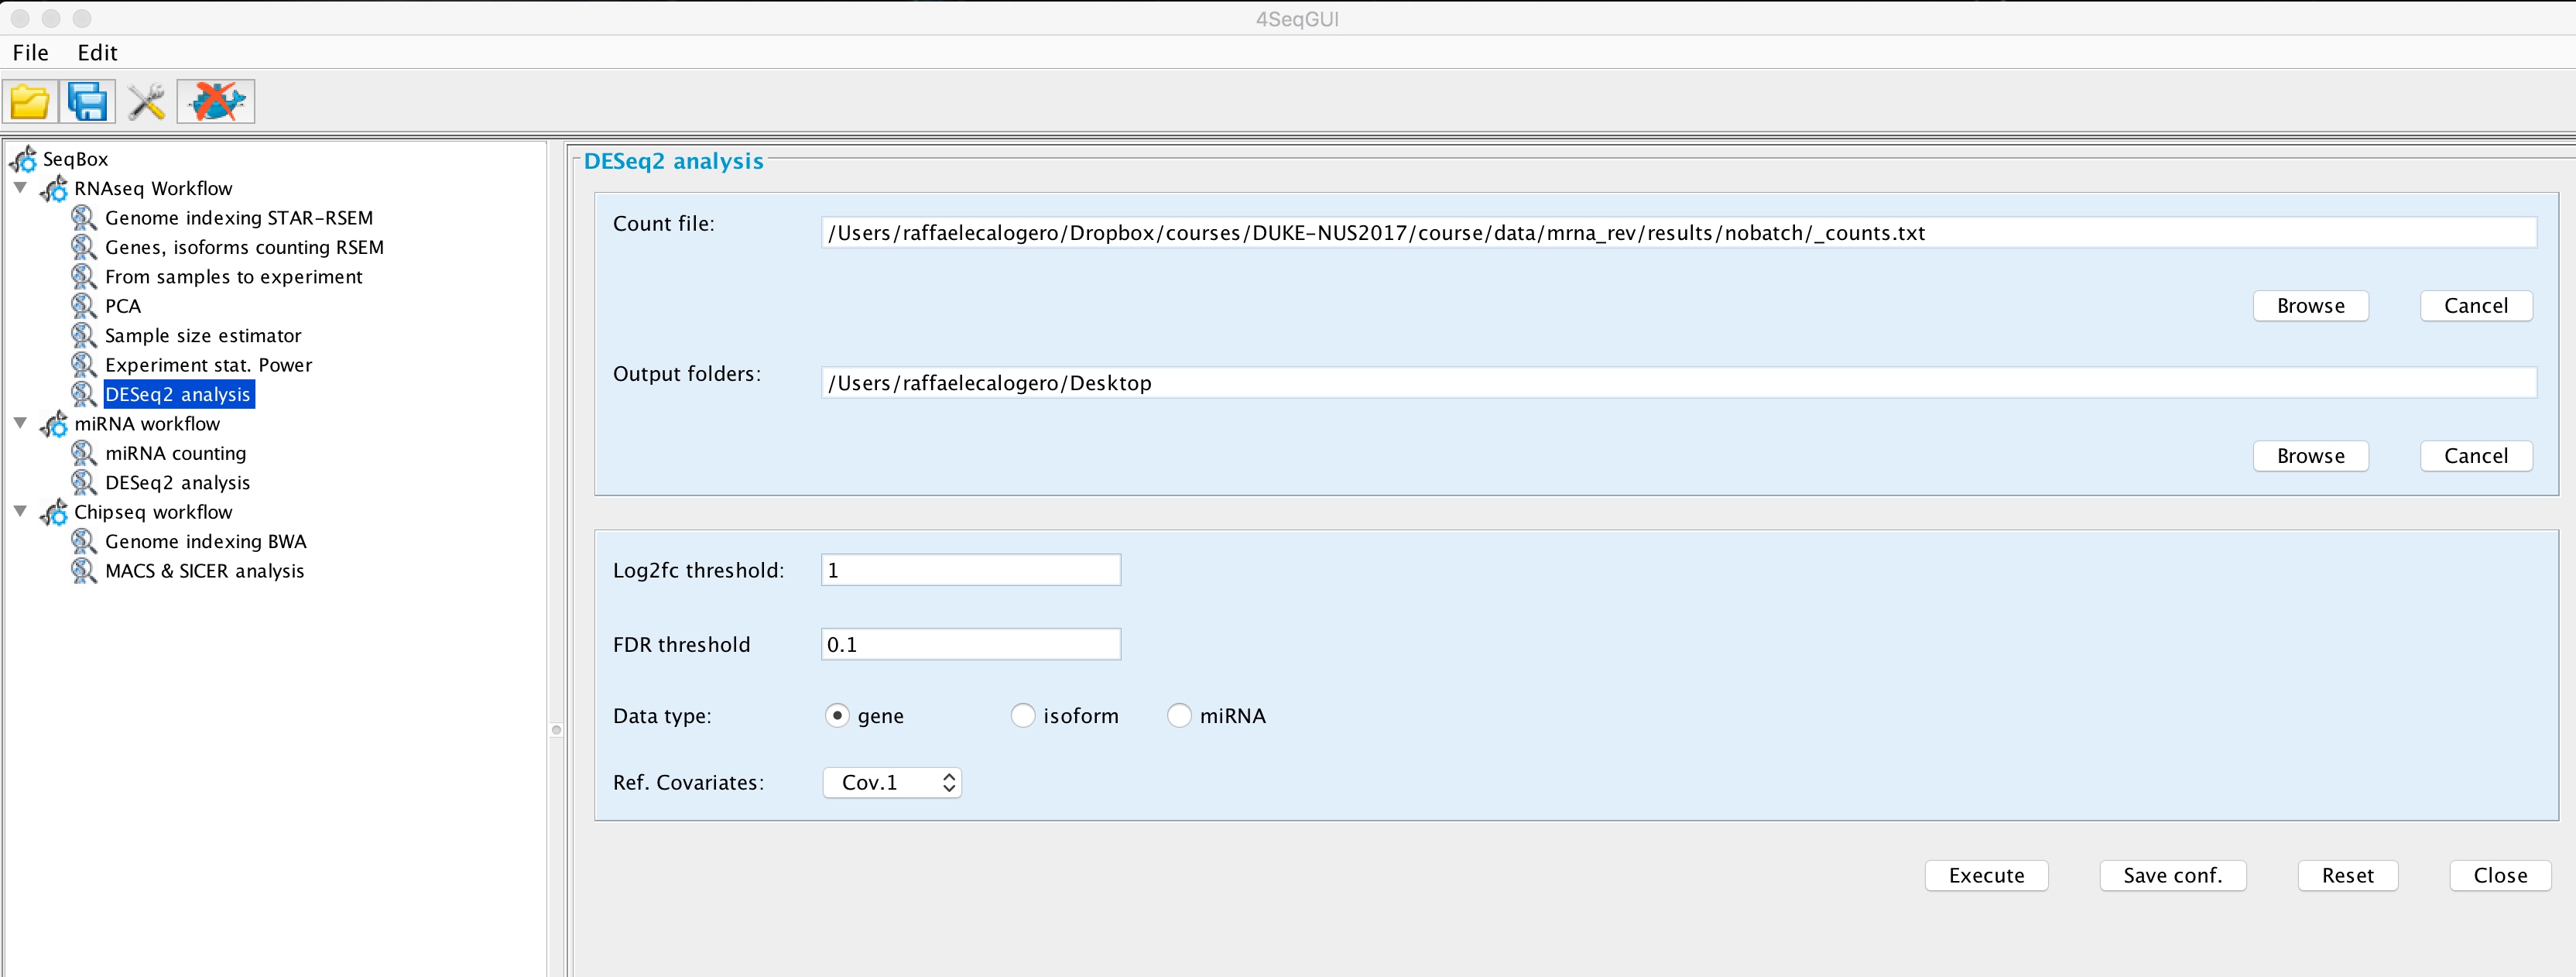 4SeqGUI
File Edit
SeqBox
RNAseq Workflow
Genome indexing STAR-RSEM
Genes, isoforms counting RSEM
From samples to experiment
PCA
Sample size estimator
Experiment stat. Power
DESeq2 analysis
miRNA workflow
miRNA counting
DESeq2 analysis
Chipseq workflow
Genome indexing BWA
MACS & SICER analysis
DESeq2 analysis
Count file: /Users/raffaelecalogero/Dropbox/courses/DUKE-NUS2017/course/data/mrna_rev/results/nobatch/_counts.txt
Browse Cancel
Output folders: /Users/raffaelecalogero/Desktop
Browse Cancel
Log2fc threshold: 1
FDR threshold 0.1
Data type: gene isoform miRNA
Ref. Covariates: Cov.1
Execute Save conf. Reset Close